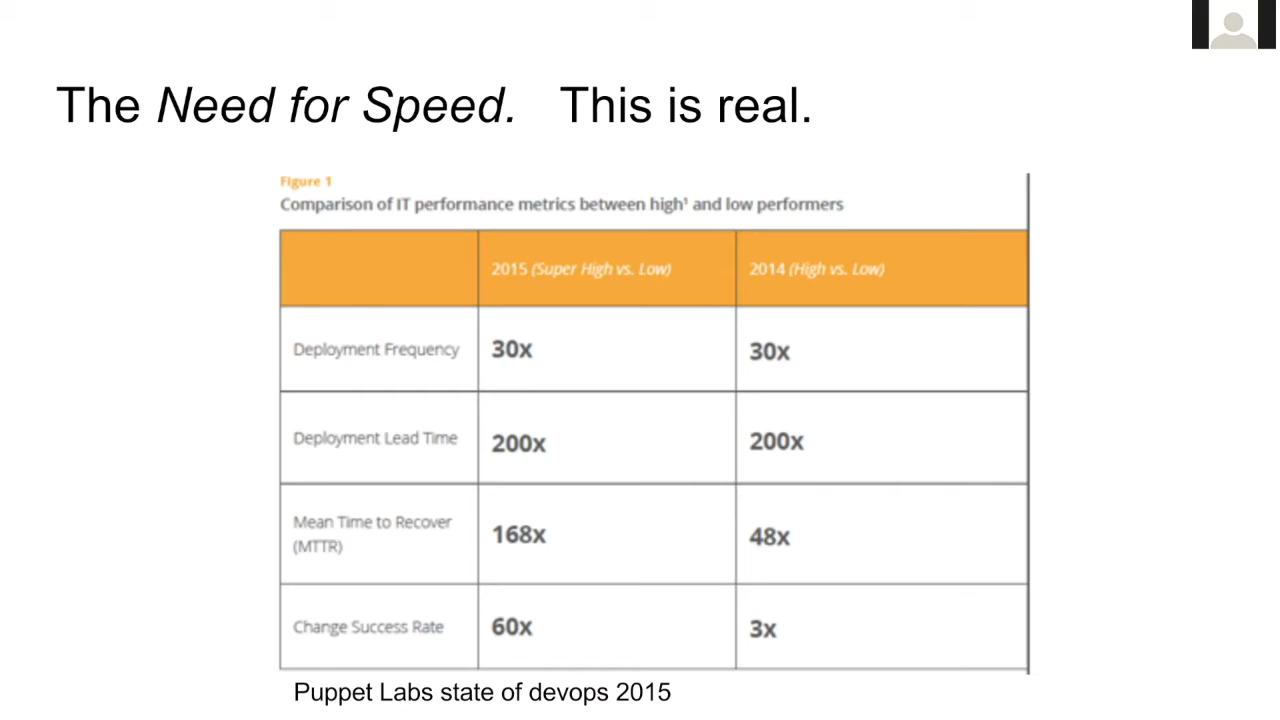 The Need for Speed. This is real.
Figure 1
Comparison of IT performance metrics between high¹ and low performers
2015 (Super High vs. Low) 2014 (High vs. Low)
Deployment Frequency 30x 30x
Deployment Lead Time 200x 200x
Mean Time to Recover
(MTTR) 168x 48x
Change Success Rate 60x 3x
Puppet Labs state of devops 2015